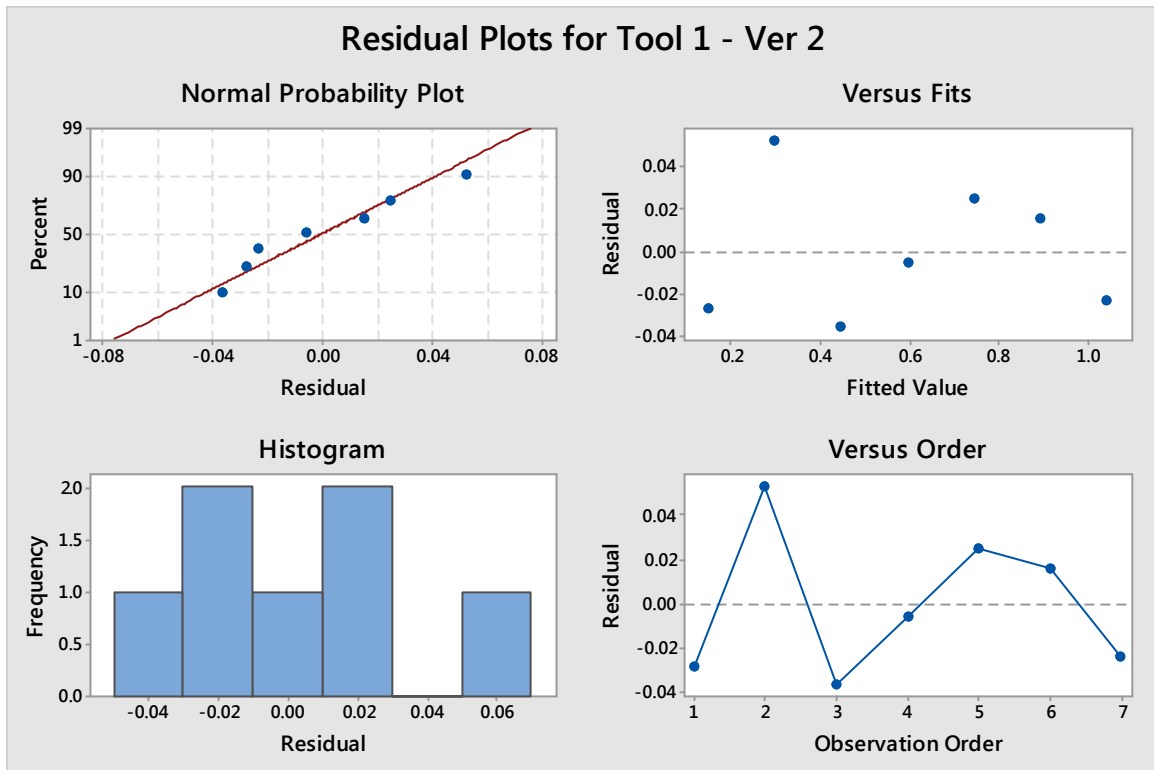 Residual Plots for Tool 1 - Ver 2
Normal Probability Plot
99
90
50
10
1
Percent
-0.08 -0.04 0.00 0.04 0.08
Residual
Versus Fits
0.04
0.02
0.00
-0.02
-0.04
Residual
0.2 0.4 0.6 0.8 1.0
Fitted Value
Histogram
2.0
1.5
1.0
0.5
0.0
Frequency
-0.04 -0.02 0.00 0.02 0.04 0.06
Residual
Versus Order
0.04
0.02
0.00
-0.02
-0.04
Residual
1 2 3 4 5 6 7
Observation Order